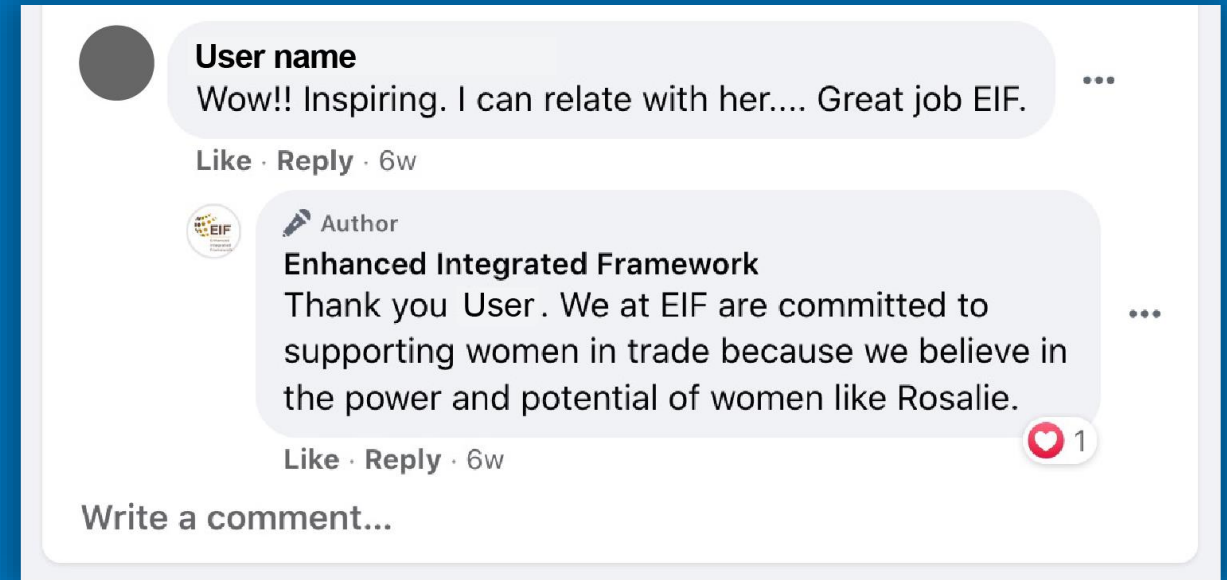 User name
Wow!! Inspiring. I can relate with her.... Great job EIF.
Like · Reply · 6w
EIF
Author
Enhanced Integrated Framework
Thank you User. We at EIF are committed to
supporting women in trade because we believe in
the power and potential of women like Rosalie.
1
Like · Reply · 6w
Write a comment...